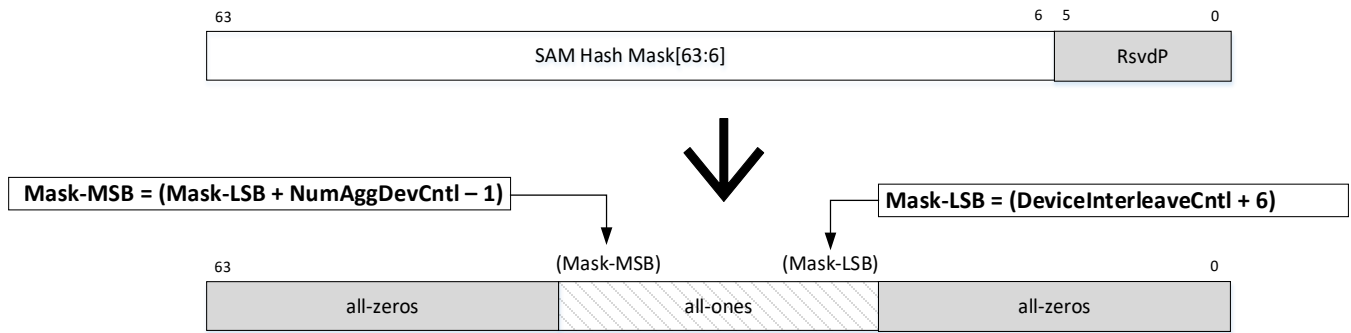 63 6 5 0
SAM Hash Mask[63:6] RsvdP
Mask-MSB = (Mask-LSB + NumAggDevCntl – 1) Mask-LSB = (DeviceInterleaveCntl + 6)
63 (Mask-MSB) (Mask-LSB) 0
all-zeros all-ones all-zeros